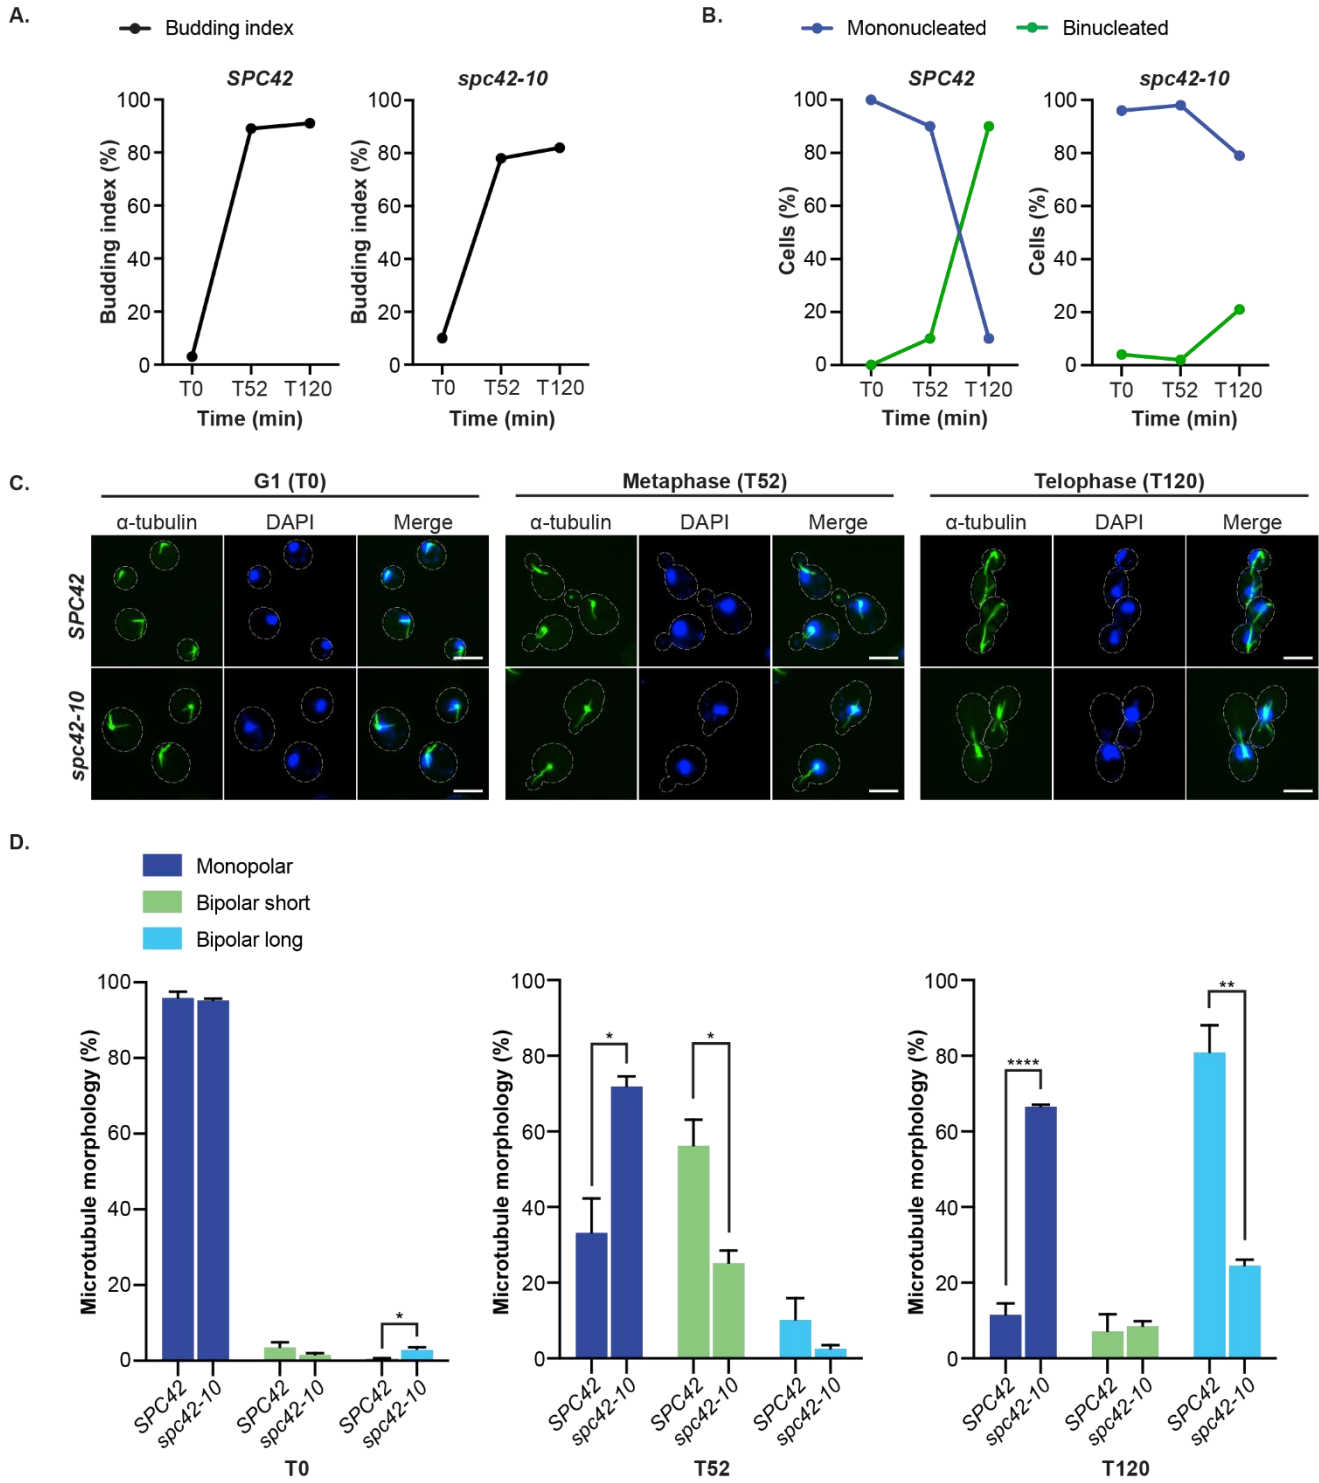 A.
Budding index
SPC42
spc42-10
Budding index (%)
100
80
60
40
20
0
T0 T52 T120
Time (min)
Budding index (%)
100
80
60
40
20
0
T0 T52 T120
Time (min)
B.
Mononucleated Binucleated
SPC42
spc42-10
Cells (%)
100
80
60
40
20
0
T0 T52 T120
Time (min)
Cells (%)
100
80
60
40
20
0
T0 T52 T120
Time (min)
C.
G1 (T0) Metaphase (T52) Telophase (T120)
α-tubulin DAPI Merge α-tubulin DAPI Merge α-tubulin DAPI Merge
SPC42
spc42-10
D.
Monopolar
Bipolar short
Bipolar long
Microtubule morphology (%)
100
80
60
40
20
0
*
SPC42 spc42-10 SPC42 spc42-10 SPC42 spc42-10
T0
Microtubule morphology (%)
100
80
60
40
20
0
* *
SPC42 spc42-10 SPC42 spc42-10 SPC42 spc42-10
T52
Microtubule morphology (%)
100
80
60
40
20
0
**** **
SPC42 spc42-10 SPC42 spc42-10 SPC42 spc42-10
T120